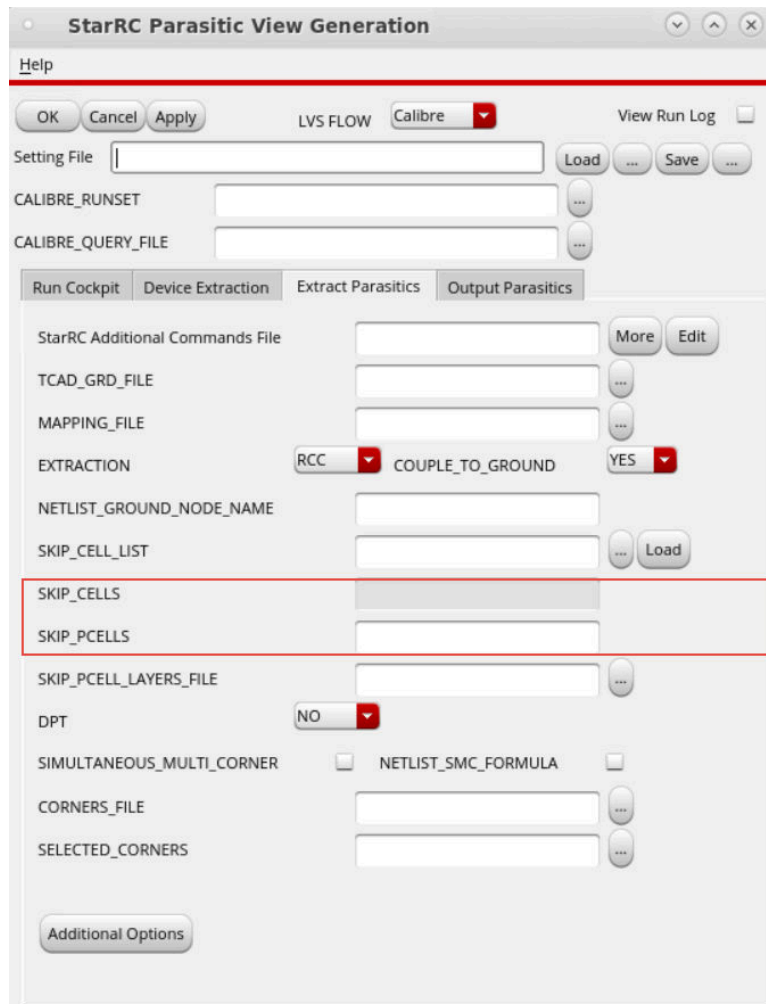 StarRC Parasitic View Generation
Help
OK Cancel Apply LVS FLOW Calibre View Run Log
Setting File Load ... Save ...
CALIBRE_RUNSET ...
CALIBRE_QUERY_FILE ...
Run Cockpit Device Extraction Extract Parasitics Output Parasitics
StarRC Additional Commands File More Edit
TCAD_GRD_FILE ...
MAPPING_FILE ...
EXTRACTION RCC COUPLE_TO_GROUND YES
NETLIST_GROUND_NODE_NAME
SKIP_CELL_LIST ... Load
SKIP_CELLS
SKIP_PCELLS
SKIP_PCELL_LAYERS_FILE ...
DPT NO
SIMULTANEOUS_MULTI_CORNER NETLIST_SMC_FORMULA
CORNERS_FILE ...
SELECTED_CORNERS ...
Additional Options